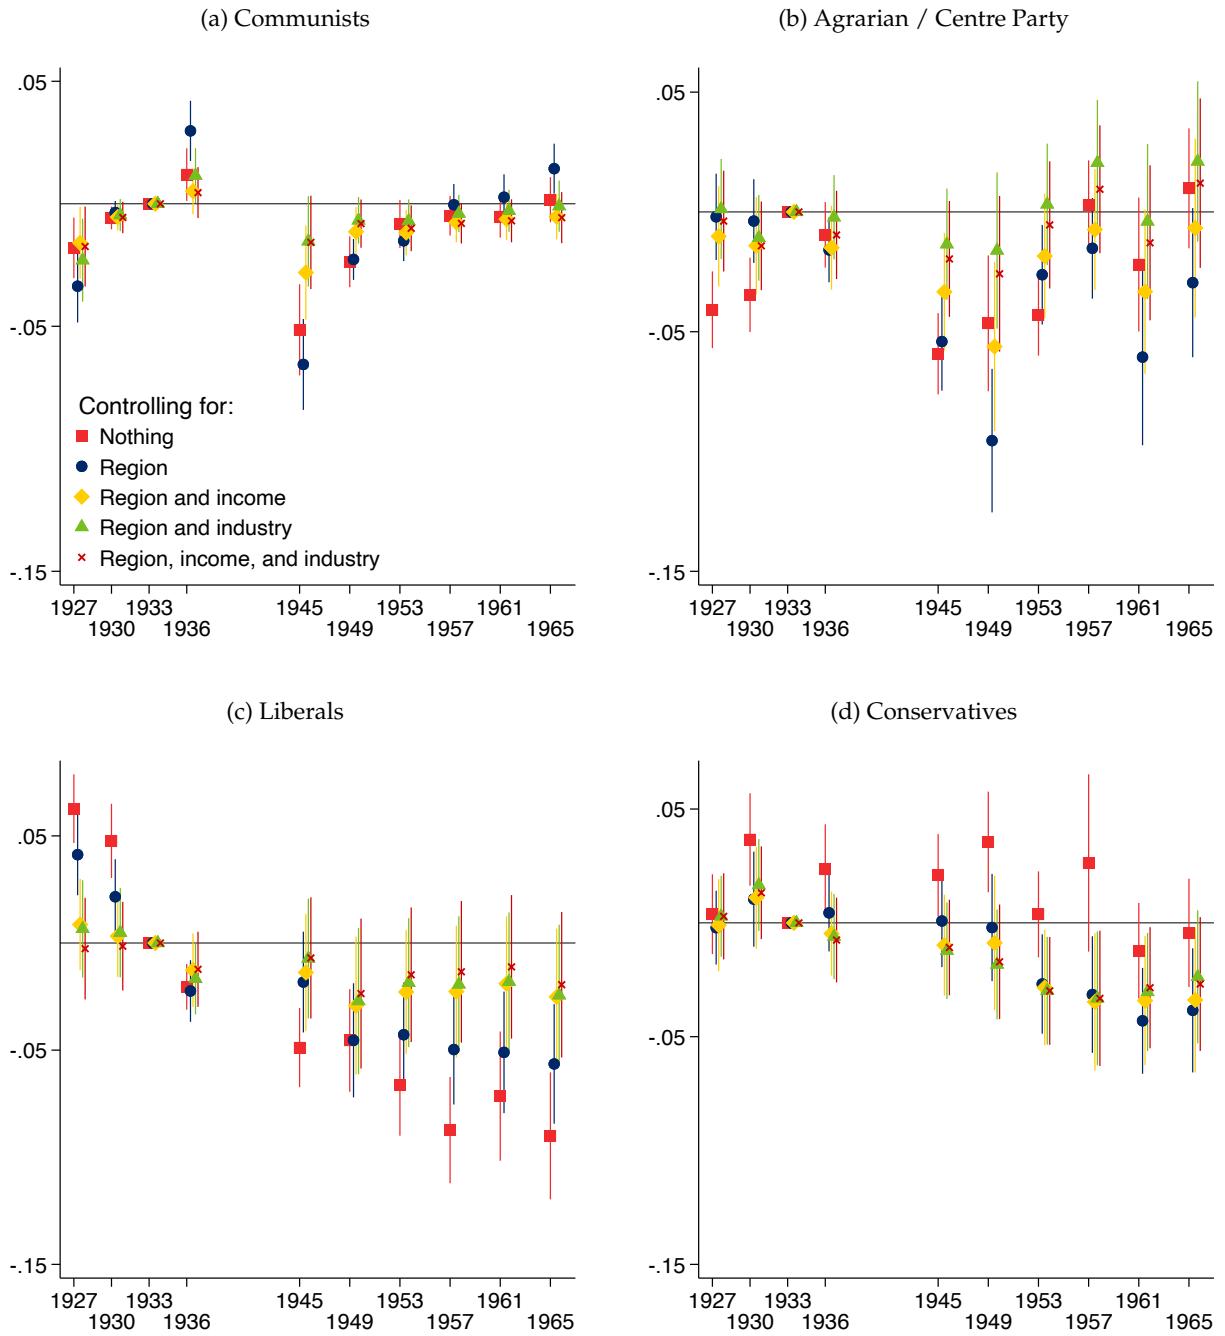 (a) Communists
.05
-.05
-.15
Controlling for:
Nothing
Region
Region and income
Region and industry
Region, income, and industry
1927 1933 1945 1953 1961
1930 1936 1949 1957 1965
(b) Agrarian / Centre Party
.05
-.05
-.15
1927 1933 1945 1953 1961
1930 1936 1949 1957 1965
(c) Liberals
.05
-.05
-.15
1927 1933 1945 1953 1961
1930 1936 1949 1957 1965
(d) Conservatives
.05
-.05
-.15
1927 1933 1945 1953 1961
1930 1936 1949 1957 1965